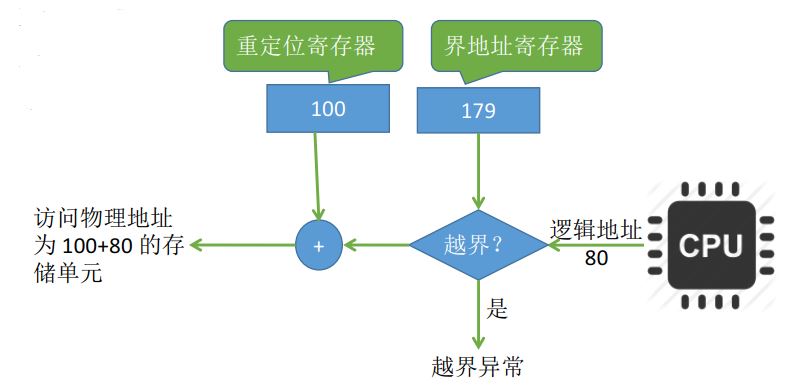 重定位寄存器
界地址寄存器
100
179
访问物理地址
为 100+80 的存
储单元
+
越界？
逻辑地址
80
CPU
是
越界异常